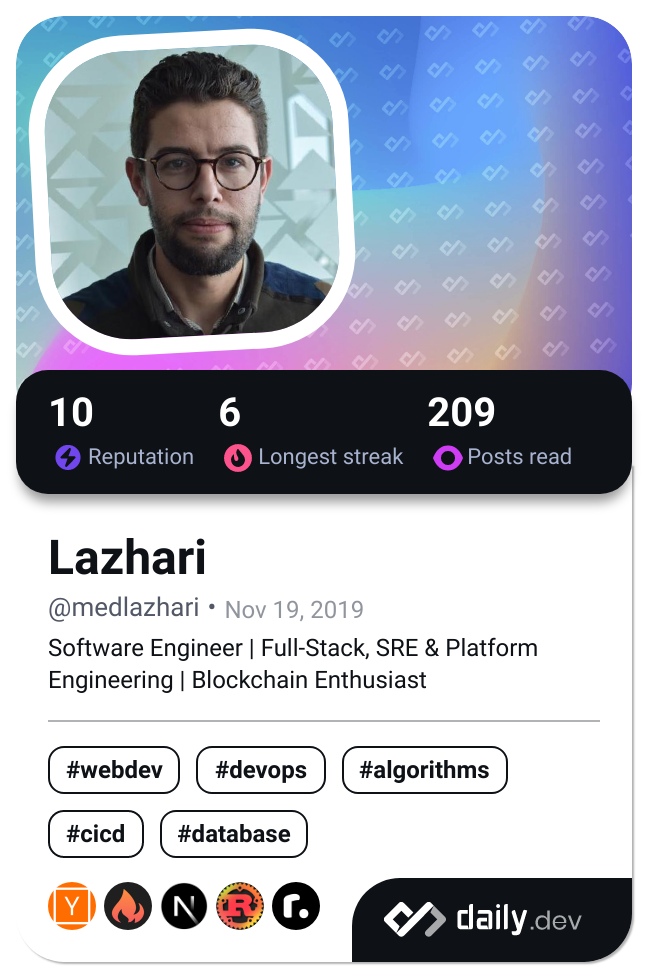 10 6 209
Reputation Longest streak Posts read
Lazhari
@medlazhari • Nov 19, 2019
Software Engineer | Full-Stack, SRE & Platform
Engineering | Blockchain Enthusiast
#webdev #devops #algorithms
#cicd #database
Y N R r.
daily.dev